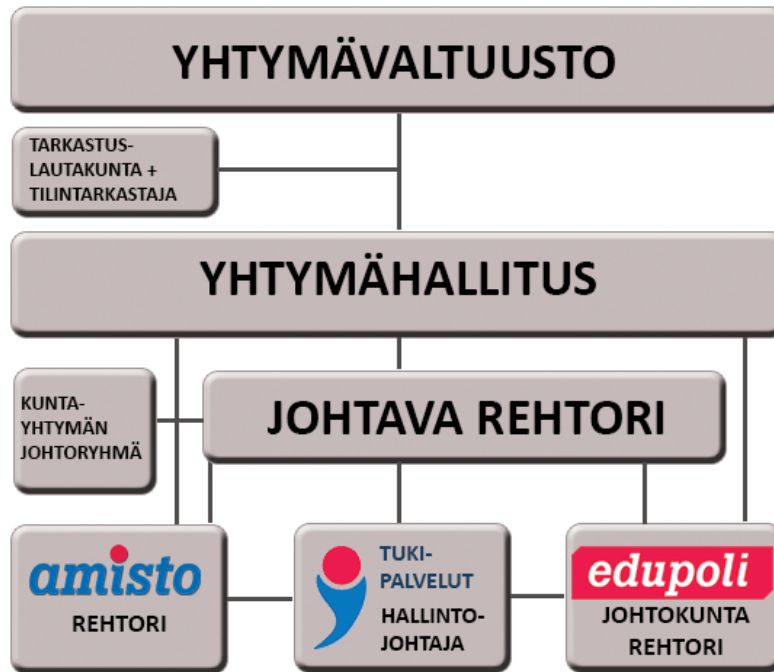 YHTYMÄVALTUUSTO
TARKASTUS-
LAUTAKUNTA +
TILINTARKASTAJA
YHTYMÄHALLITUS
KUNTA-
YHTYMÄN
JOHTORYHMÄ
JOHTAVA REHTORI
amisto
REHTORI
TUKI-
PALVELUT
HALLINTO-
JOHTAJA
edupoli
JOHTOKUNTA
REHTORI